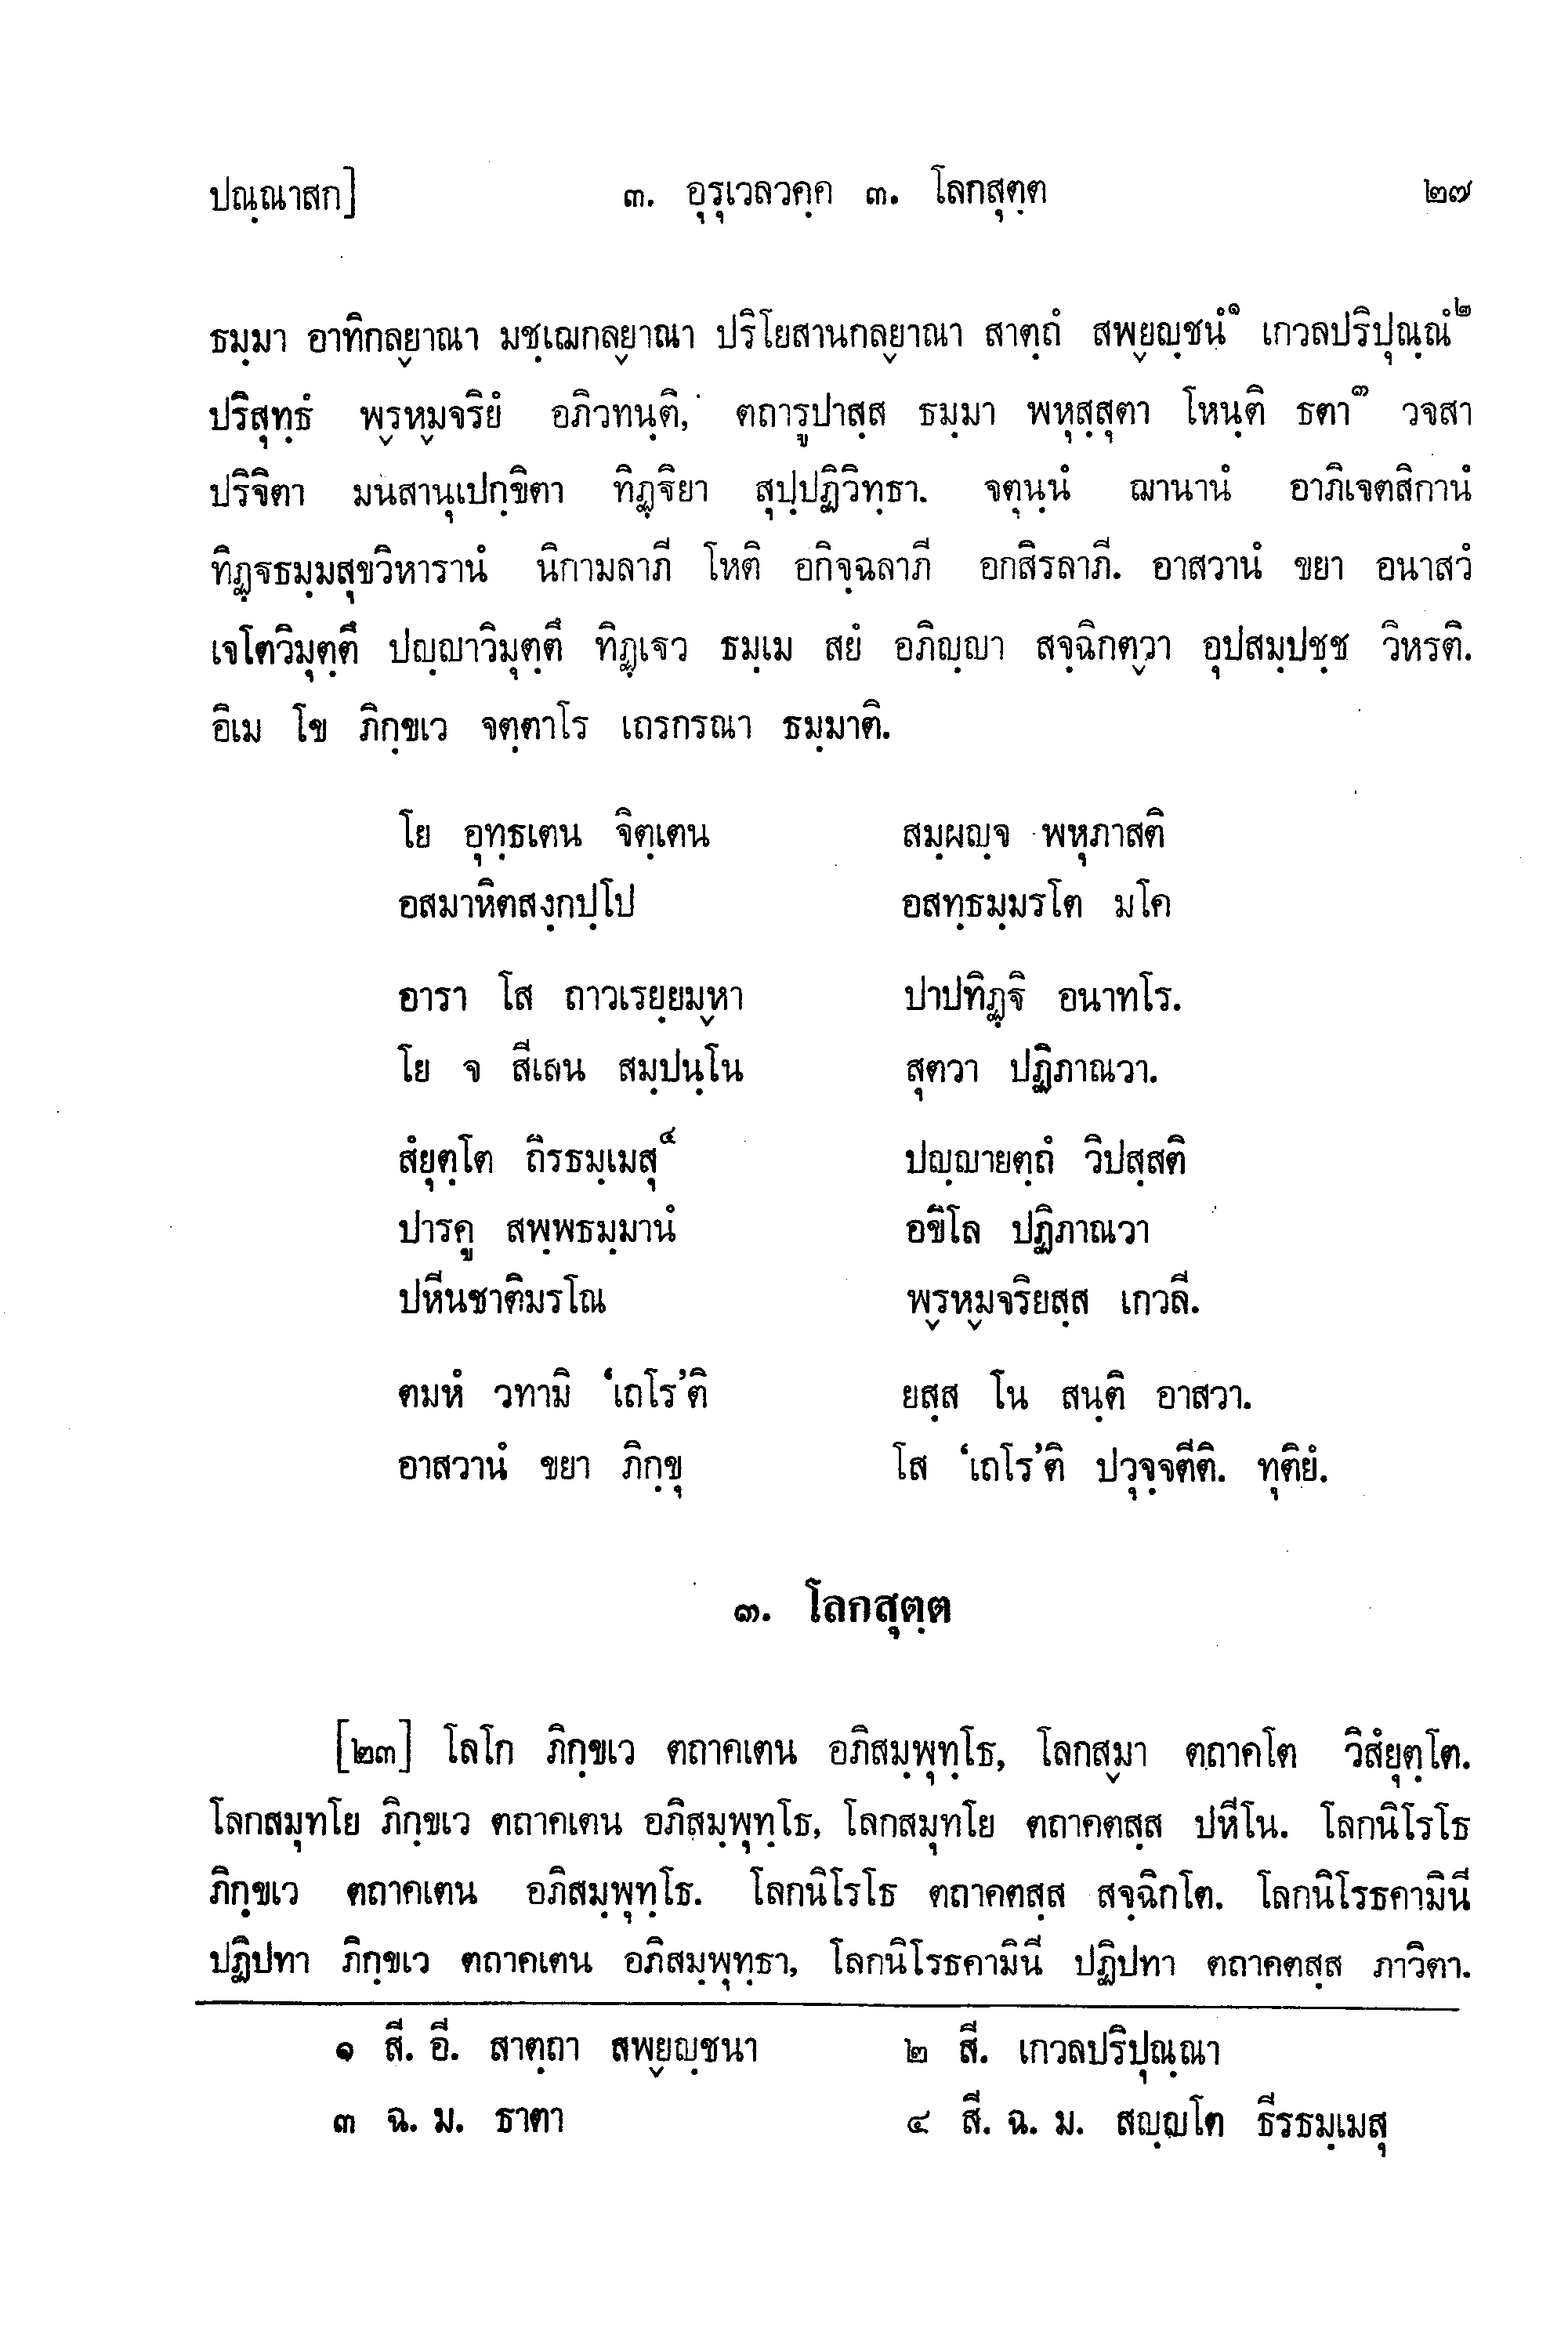 ปณฺณาสก] ๓. อุรุเวลวคฺค ๓. โลกสุตฺต ๒๗
ธมฺมา อาทิกลฺยาณา มชฺเฌกลฺยาณา ปริโยสานกลฺยาณา สาตฺถํ สพฺยญฺชนํ๑ เกวลปริปุณฺณํ๒
ปริสุทฺธํ พฺรหฺมจริยํ อภิวทนฺติ, ตถารูปาสฺส ธมฺมา พหุสฺสุตา โหนฺติ ธตา๓ วจสา
ปริจิตา มนสานุเปกฺขิตา ทิฏฺฐิยา สุปฺปฏิวิทฺธา. จตุนฺนํ ฌานานํ อาภิเจตสิกานํ
ทิฏฺฐธมฺมสุขวิหารานํ นิกามลาภี โหติ อกิจฺฉลาภี อกสิรลาภี. อาสวานํ ขยา อนาสวํ
เจโตวิมุตฺตึ ปญฺญาวิมุตฺตึ ทิฏฺเฐว ธมฺเม สยํ อภิญฺญา สจฺฉิกตฺวา อุปสมฺปชฺช วิหรติ.
อิเม โข ภิกฺขเว จตฺตาโร เถรกรณา ธมฺมาติ.
โย อุทฺธเตน จิตฺเตน สมฺผญฺจ พหุภาสติ
อสมาหิตสงฺกปฺโป อสทฺธมฺมรโต มโค
อารา โส ถาวเรยฺยมฺหา ปาปทิฏฺฐิ อนาทโร.
โย จ สีเลน สมฺปนฺโน สุตวา ปฏิภาณวา.
สํยุตฺโต ถิรธมฺเมสุ๔ ปญฺญายตฺถํ วิปสฺสติ
ปารคู สพฺพธมฺมานํ อขิโล ปฏิภาณวา
ปหีนชาติมรโณ พฺรหฺมจริยสฺส เกวลี.
ตมหํ วทามิ ‘เถโร’ติ ยสฺส โน สนฺติ อาสวา.
อาสวานํ ขยา ภิกฺขุ โส ‘เถโร’ติ ปวุจฺจตีติ. ทุติยํ.
๓. โลกสุตฺต
[๒๓] โลโก ภิกฺขเว ตถาคเตน อภิสมฺพุทฺโธ, โลกสฺมา ตถาคโต วิสํยุตฺโต.
โลกสมุทโย ภิกฺขเว ตถาคเตน อภิสมฺพุทฺโธ, โลกสมุทโย ตถาคตสฺส ปหีโน. โลกนิโรโธ
ภิกฺขเว ตถาคเตน อภิสมฺพุทฺโธ. โลกนิโรโธ ตถาคตสฺส สจฺฉิกโต. โลกนิโรธคามินี
ปฏิปทา ภิกฺขเว ตถาคเตน อภิสมฺพุทฺธา, โลกนิโรธคามินี ปฏิปทา ตถาคตสฺส ภาวิตา.
๑ สี. อี. สาตฺถา สพฺยญฺชนา ๒ สี. เกวลปริปุณฺณา
๓ ฉ. ม. ธาตา ๔ สี. ฉ. ม. สญฺญโต ธีรธมฺเมสุ